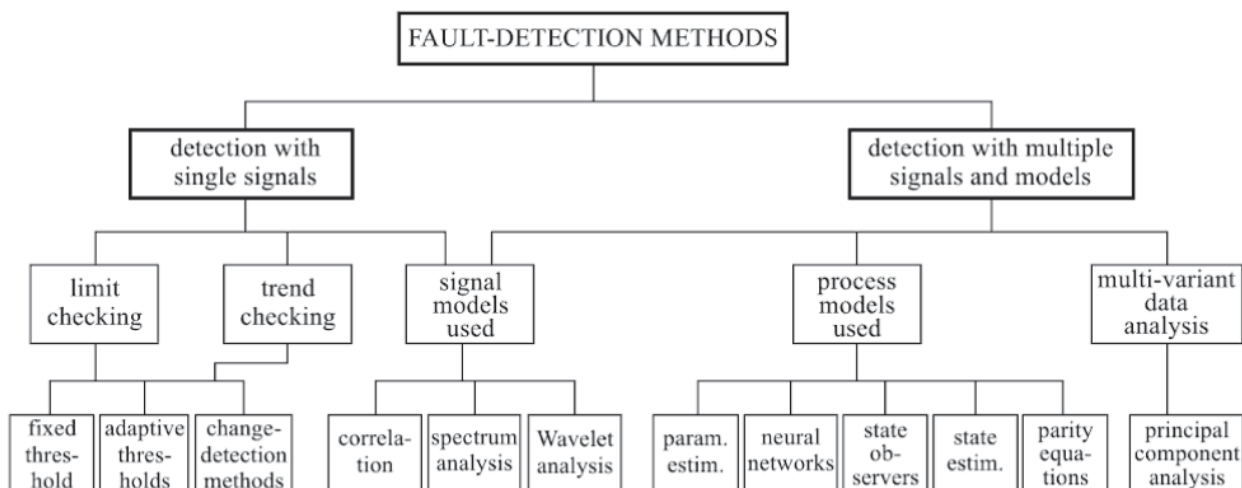 FAULT-DETECTION METHODS
detection with
single signals
detection with multiple
signals and models
limit
checking
trend
checking
signal
models
used
process
models
used
multi-variant
data
analysis
fixed
thres-
hold
adaptive
thres-
holds
change-
detection
methods
correla-
tion
spectrum
analysis
Wavelet
analysis
param.
estim.
neural
networks
state
ob-
servers
state
estim.
parity
equa-
tions
principal
component
analysis